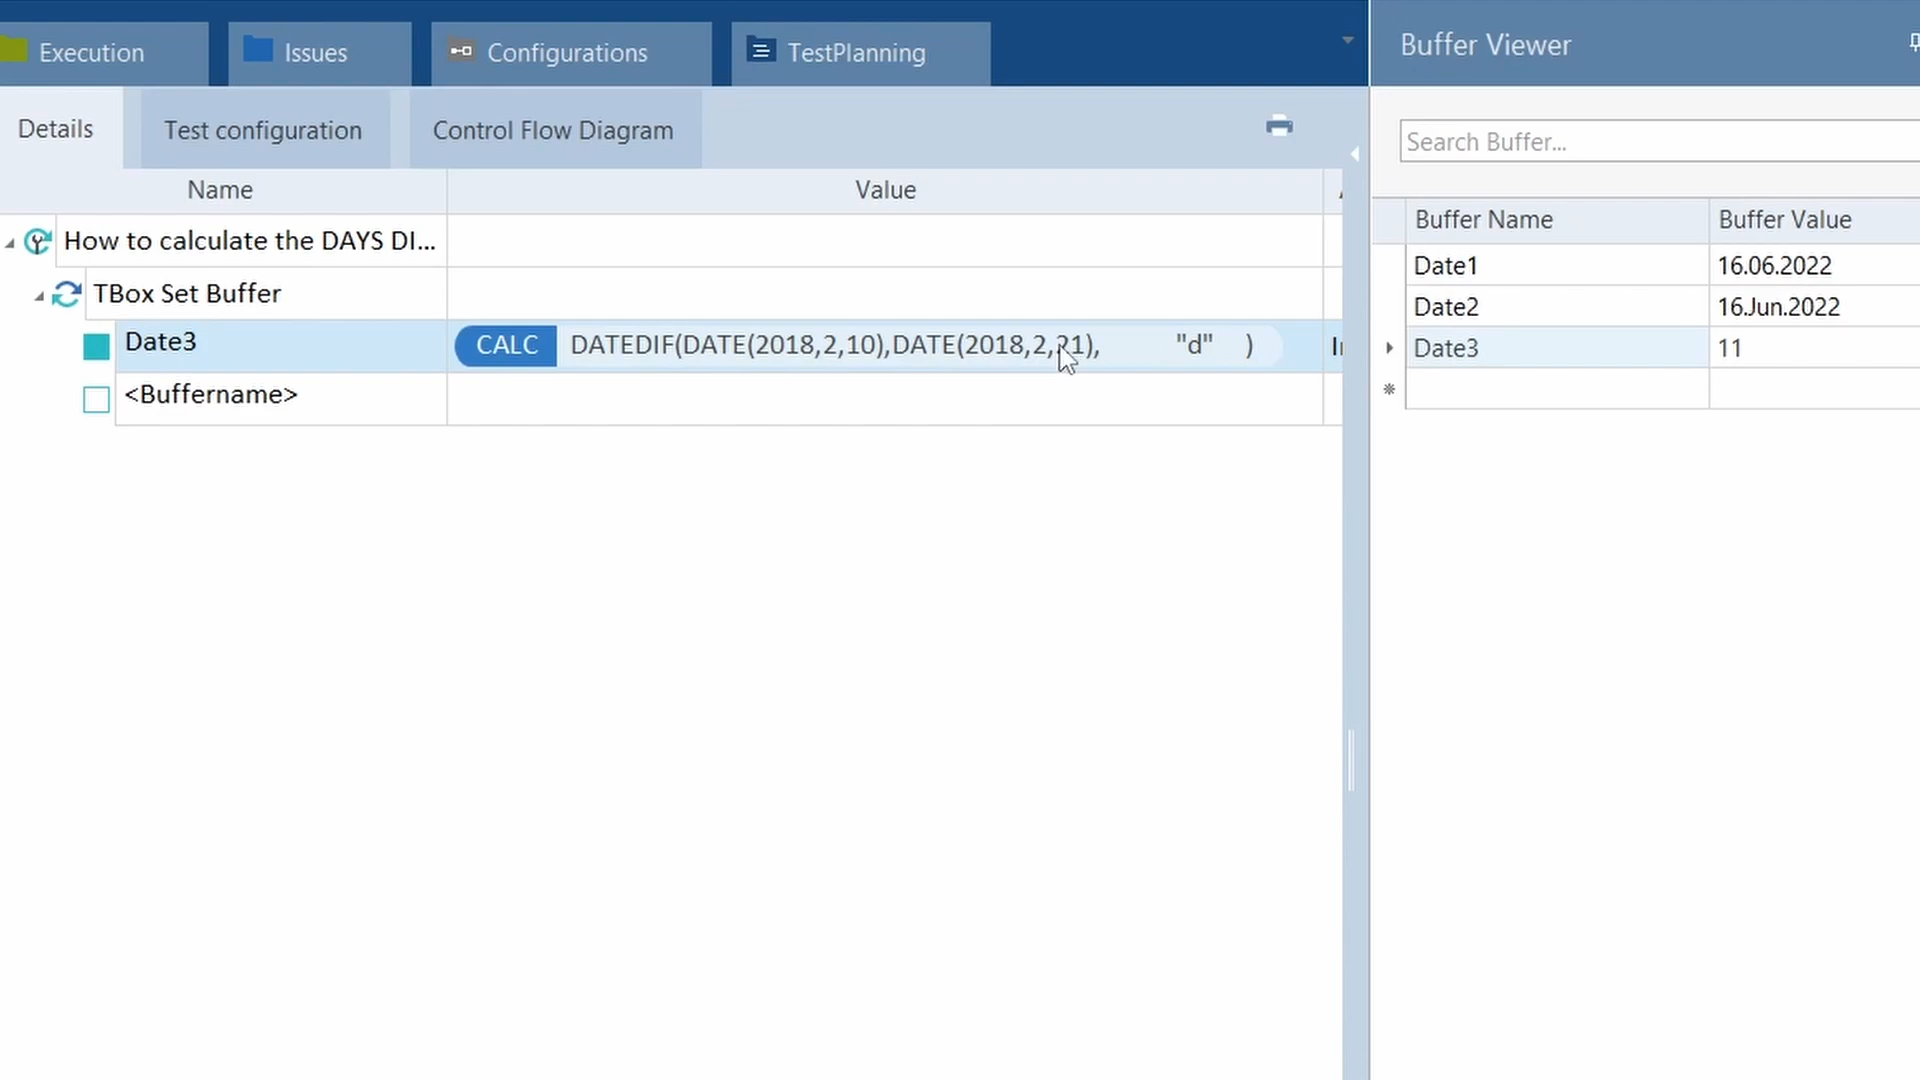 Execution Issues Configurations TestPlanning Buffer Viewer
Details Test configuration Control Flow Diagram
Search Buffer...
Name Value
Buffer Name Buffer Value
How to calculate the DAYS DI...
Date1 16.06.2022
TBox Set Buffer
Date2 16.Jun.2022
Date3 CALC DATEDIF(DATE(2018,2,10),DATE(2018,2,21), "d" )
Date3 11
<Buffername>